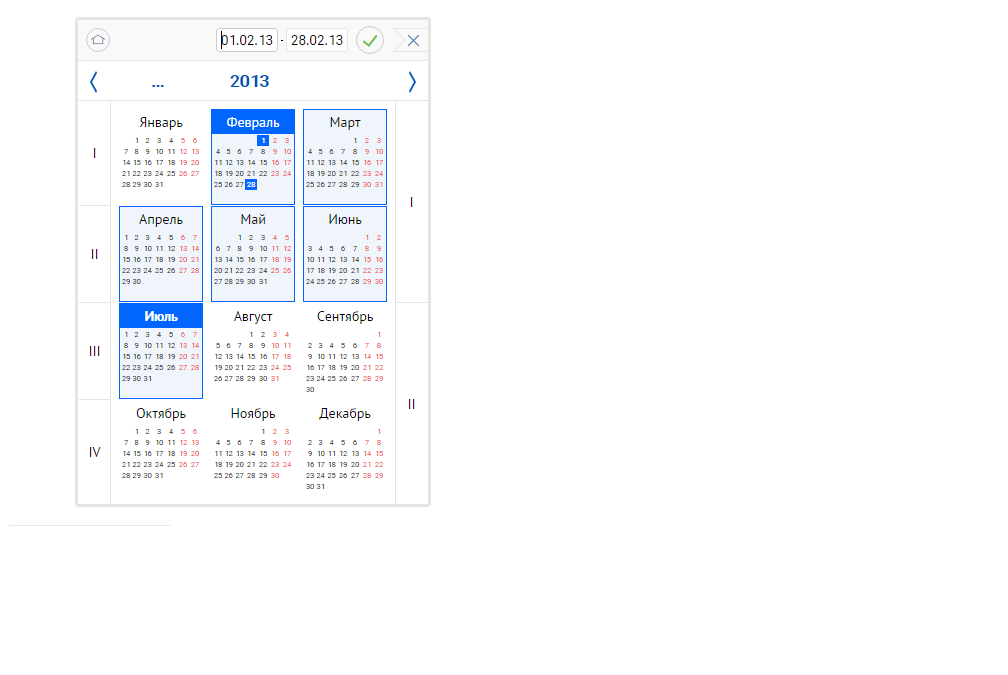 01.02.13 - 28.02.13
... 2013
Январь Февраль Март
1 2 3 4 5 6 1 2 3 1 2 3
7 8 9 10 11 12 13 4 5 6 7 8 9 10 4 5 6 7 8 9 10
I
14 15 16 17 18 19 20 11 12 13 14 15 16 17 11 12 13 14 15 16 17
21 22 23 24 25 26 27 18 19 20 21 22 23 24 18 19 20 21 22 23 24
28 29 30 31 25 26 27 28 25 26 27 28 29 30 31
I
Апрель Май Июнь
1 2 3 4 5 6 7 1 2 3 4 5 1 2
8 9 10 11 12 13 14 6 7 8 9 10 11 12 3 4 5 6 7 8 9
II
15 16 17 18 19 20 21 13 14 15 16 17 18 19 10 11 12 13 14 15 16
22 23 24 25 26 27 28 20 21 22 23 24 25 26 17 18 19 20 21 22 23
29 30 27 28 29 30 31 24 25 26 27 28 29 30
Июль Август Сентябрь
1 2 3 4 5 6 7 1 2 3 4 1
8 9 10 11 12 13 14 5 6 7 8 9 10 11 2 3 4 5 6 7 8
III
15 16 17 18 19 20 21 12 13 14 15 16 17 18 9 10 11 12 13 14 15
22 23 24 25 26 27 28 19 20 21 22 23 24 25 16 17 18 19 20 21 22
29 30 31 26 27 28 29 30 31 23 24 25 26 27 28 29
30
II
Октябрь Ноябрь Декабрь
1 2 3 4 5 6 1 2 3 1
7 8 9 10 11 12 13 4 5 6 7 8 9 10 2 3 4 5 6 7 8
IV
14 15 16 17 18 19 20 11 12 13 14 15 16 17 9 10 11 12 13 14 15
21 22 23 24 25 26 27 18 19 20 21 22 23 24 16 17 18 19 20 21 22
28 29 30 31 25 26 27 28 29 30 23 24 25 26 27 28 29
30 31